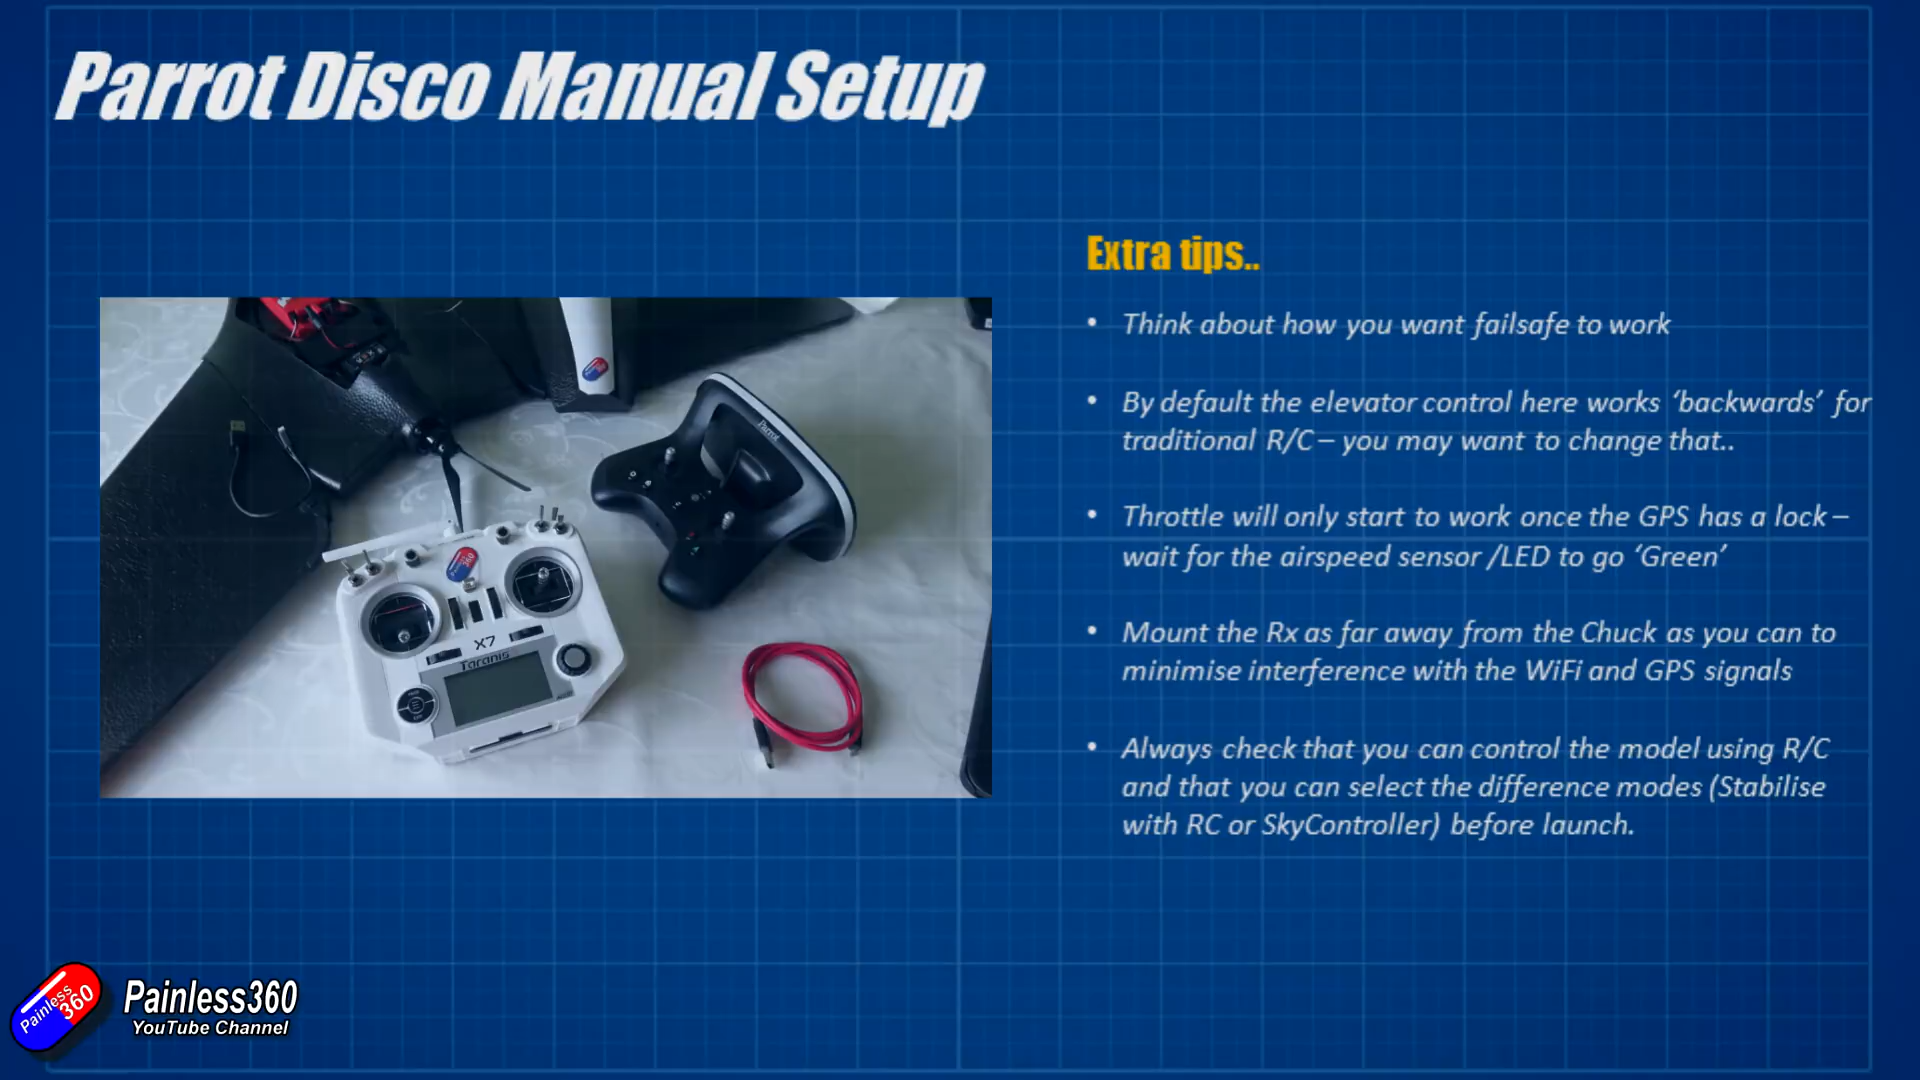 Parrot Disco Manual Setup
Extra tips..
• Think about how you want failsafe to work
• By default the elevator control here works ‘backwards’ for
traditional R/C – you may want to change that..
• Throttle will only start to work once the GPS has a lock –
wait for the airspeed sensor /LED to go ‘Green’
• Mount the Rx as far away from the Chuck as you can to
minimise interference with the WiFi and GPS signals
• Always check that you can control the model using R/C
and that you can select the difference modes (Stabilise
with RC or SkyController) before launch.
Parrot
Painless
360
X7
Taranis
Painless
360
Painless360
YouTube Channel